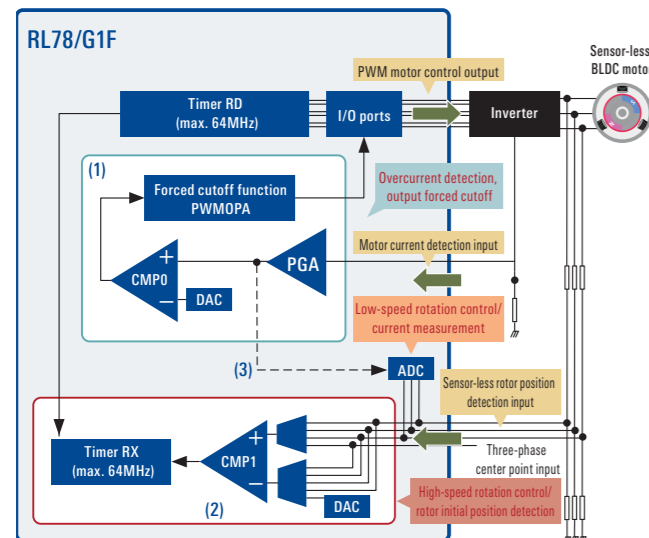 RL78/G1F
Sensor-less
BLDC motor
PWM motor control output
Timer RD
(max. 64MHz)
I/O ports
Inverter
(1)
Forced cutoff function
PWMOPA
Overcurrent detection,
output forced cutoff
Motor current detection input
+
CMP0
−
DAC
PGA
Low-speed rotation control/
current measurement
(3)
ADC
Sensor-less rotor position
detection input
Timer RX
(max. 64MHz)
+
CMP1
−
DAC
Three-phase
center point input
(2)
High-speed rotation control/
rotor initial position detection